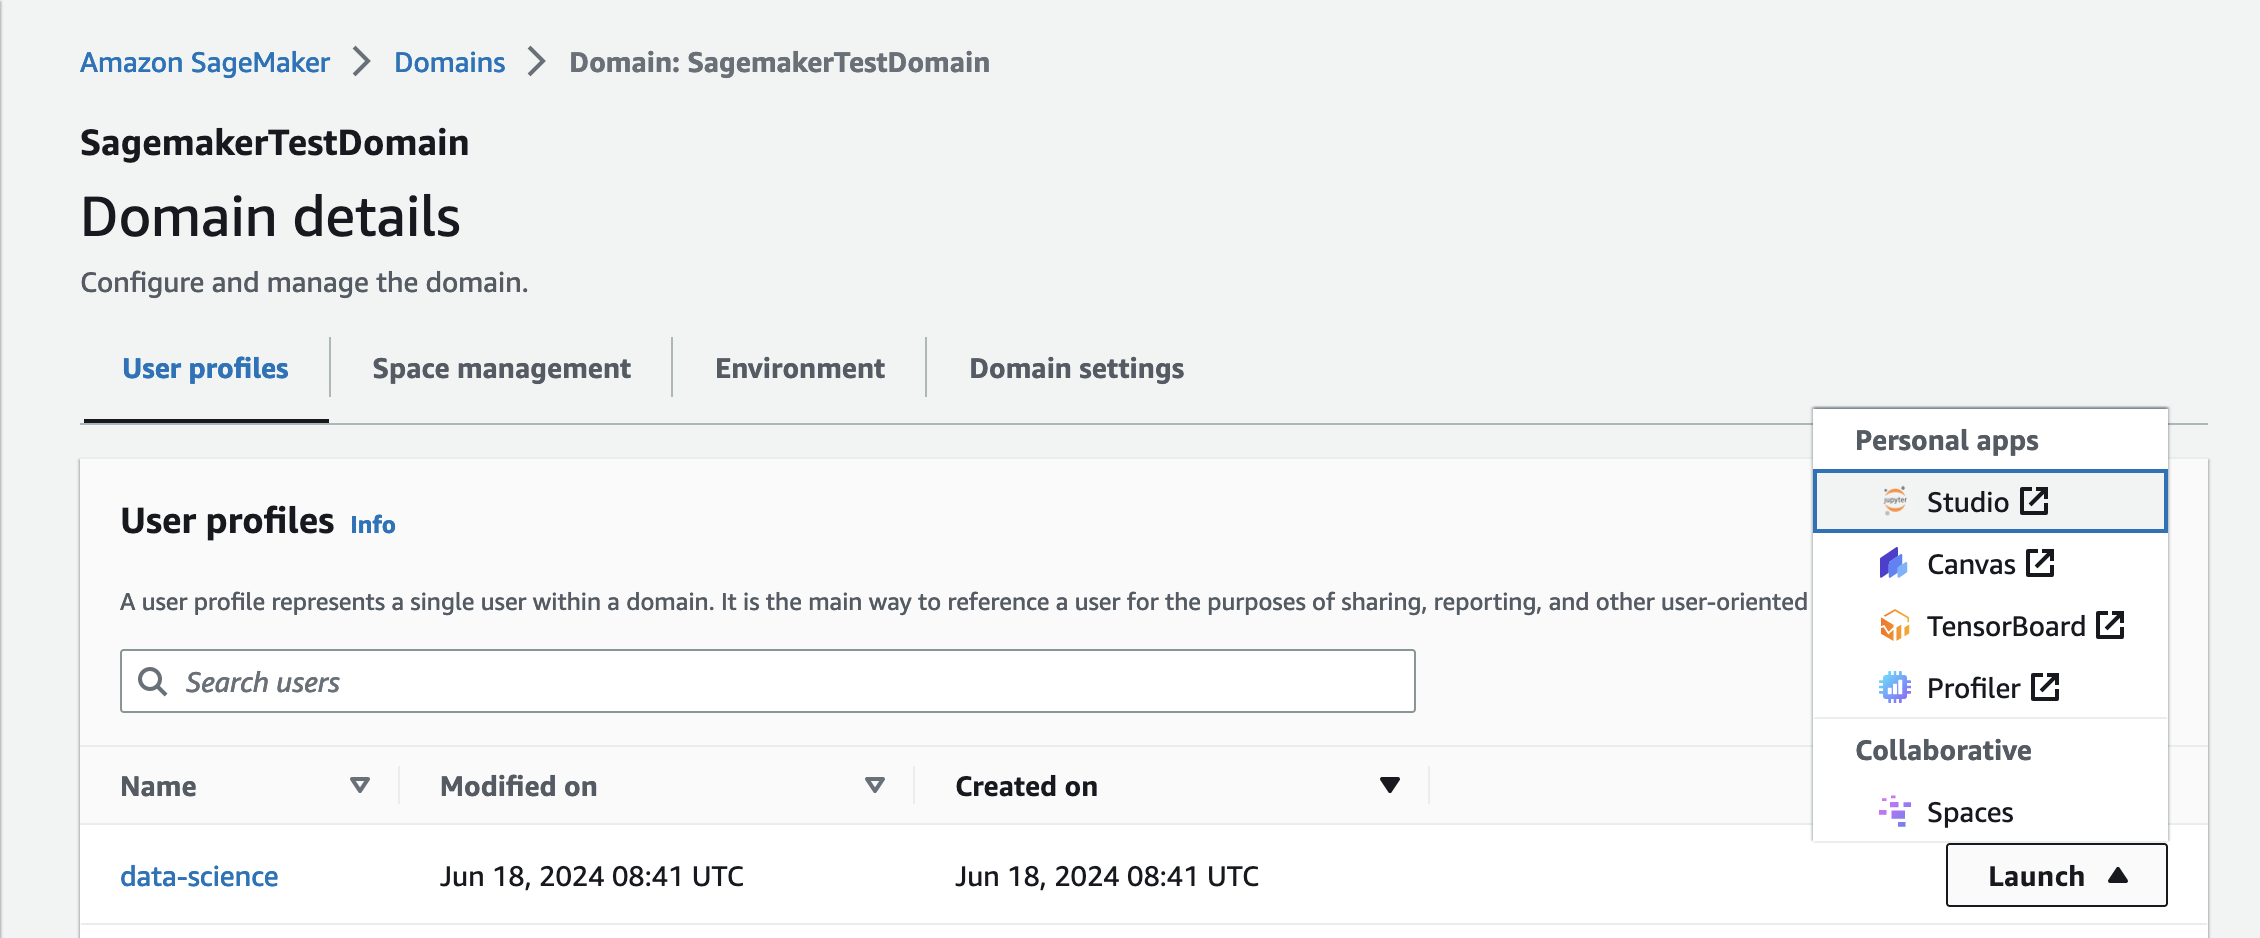 Amazon SageMaker > Domains > Domain: SagemakerTestDomain
SagemakerTestDomain
Domain details
Configure and manage the domain.
User profiles
Space management
Environment
Domain settings
User profiles Info
A user profile represents a single user within a domain. It is the main way to reference a user for the purposes of sharing, reporting, and other user-oriented
Search users
Name
Modified on
Created on
data-science
Jun 18, 2024 08:41 UTC
Jun 18, 2024 08:41 UTC
Personal apps
jupyter
Studio
Canvas
TensorBoard
Profiler
Collaborative
Spaces
Launch